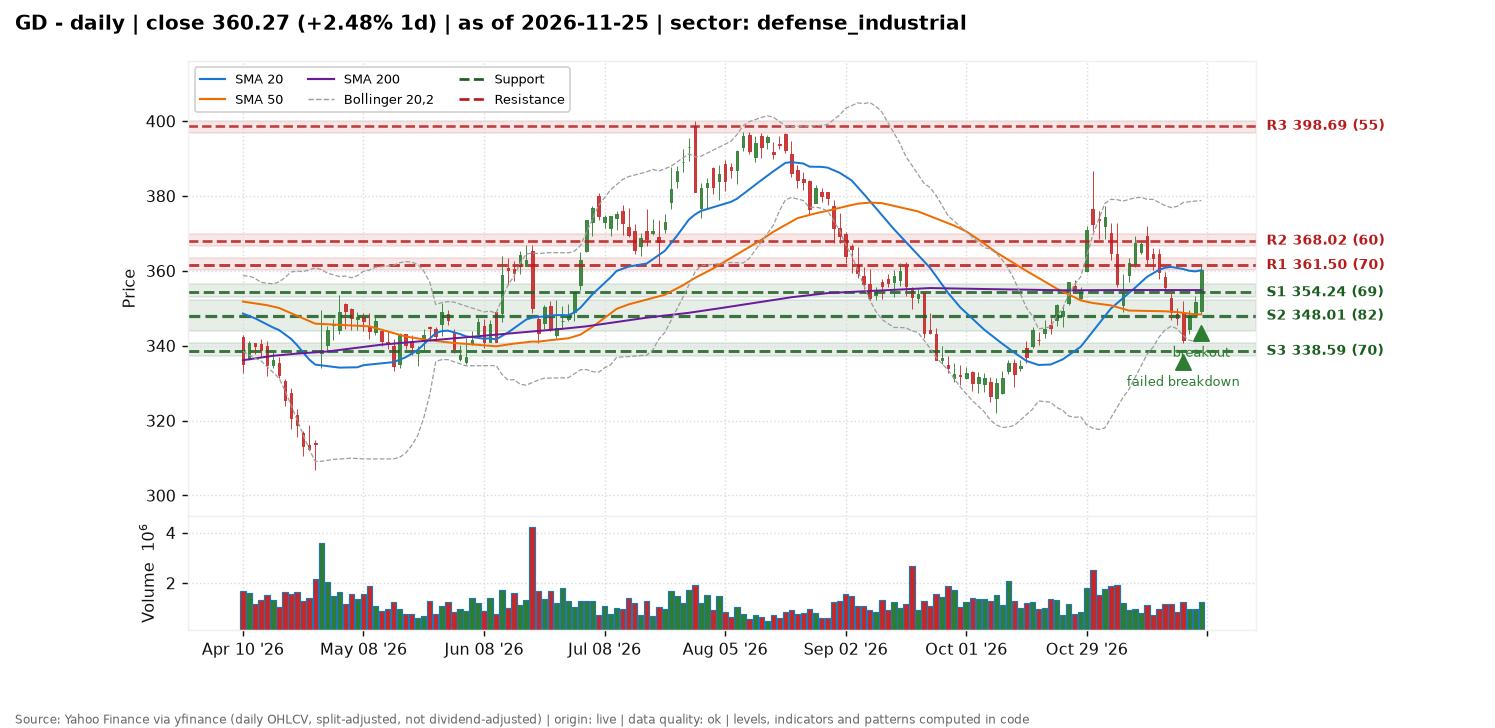 GD - daily | close 360.27 (+2.48% 1d) | as of 2026-11-25 | sector: defense_industrial
SMA 20
SMA 50
SMA 200
Bollinger 20,2
Support
Resistance
Price
400
380
360
340
320
300
R3 398.69 (55)
R2 368.02 (60)
R1 361.50 (70)
S1 354.24 (69)
S2 348.01 (82)
S3 338.59 (70)
breakout
failed breakdown
Volume 10⁶
4
2
Apr 10 '26
May 08 '26
Jun 08 '26
Jul 08 '26
Aug 05 '26
Sep 02 '26
Oct 01 '26
Oct 29 '26
Source: Yahoo Finance via yfinance (daily OHLCV, split-adjusted, not dividend-adjusted) | origin: live | data quality: ok | levels, indicators and patterns computed in code